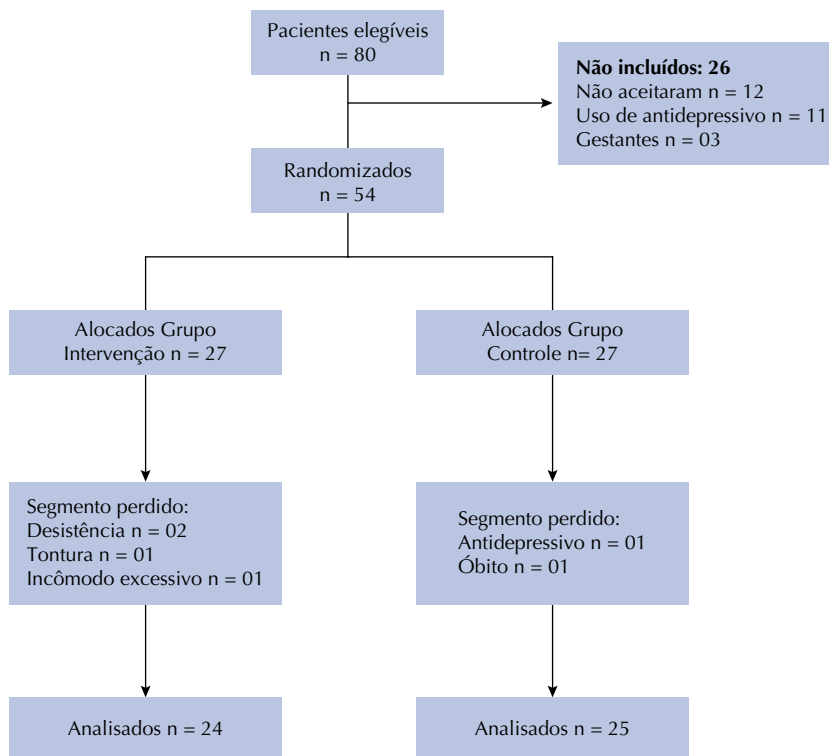 Pacientes elegíveis
n = 80
Não incluídos: 26
Não aceitaram n = 12
Uso de antidepressivo n = 11
Gestantes n = 03
Randomizados
n = 54
Alocados Grupo
Intervenção n = 27
Alocados Grupo
Controle n= 27
Segmento perdido:
Desistência n = 02
Tontura n = 01
Incômodo excessivo n = 01
Segmento perdido:
Antidepressivo n = 01
Óbito n = 01
Analisados n = 24
Analisados n = 25